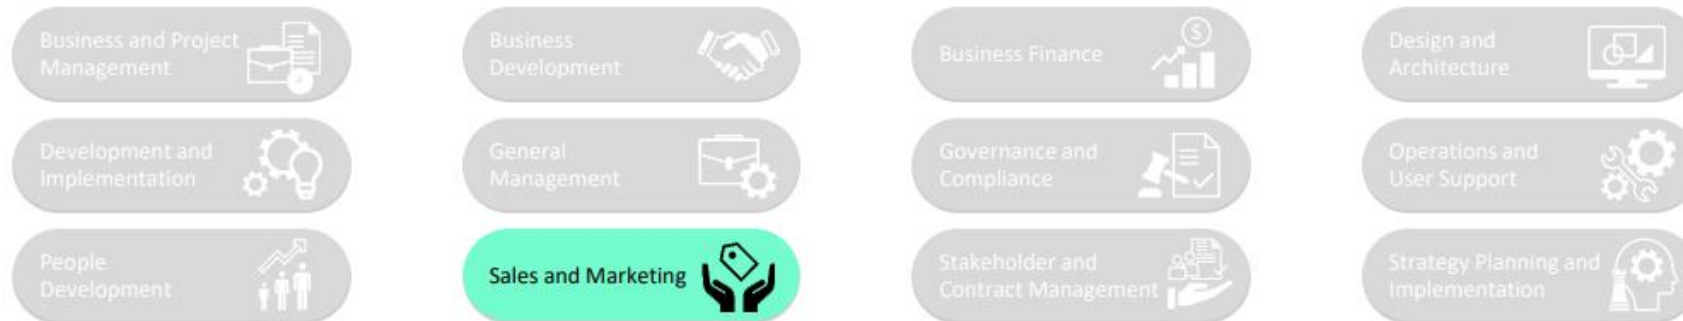 Business and Project
Management
Business
Development
Business Finance
$
Design and
Architecture
Development and
Implementation
General
Management
Governance and
Compliance
Operations and
User Support
People
Development
Sales and Marketing
Stakeholder and
Contract Management
Strategy Planning and
Implementation